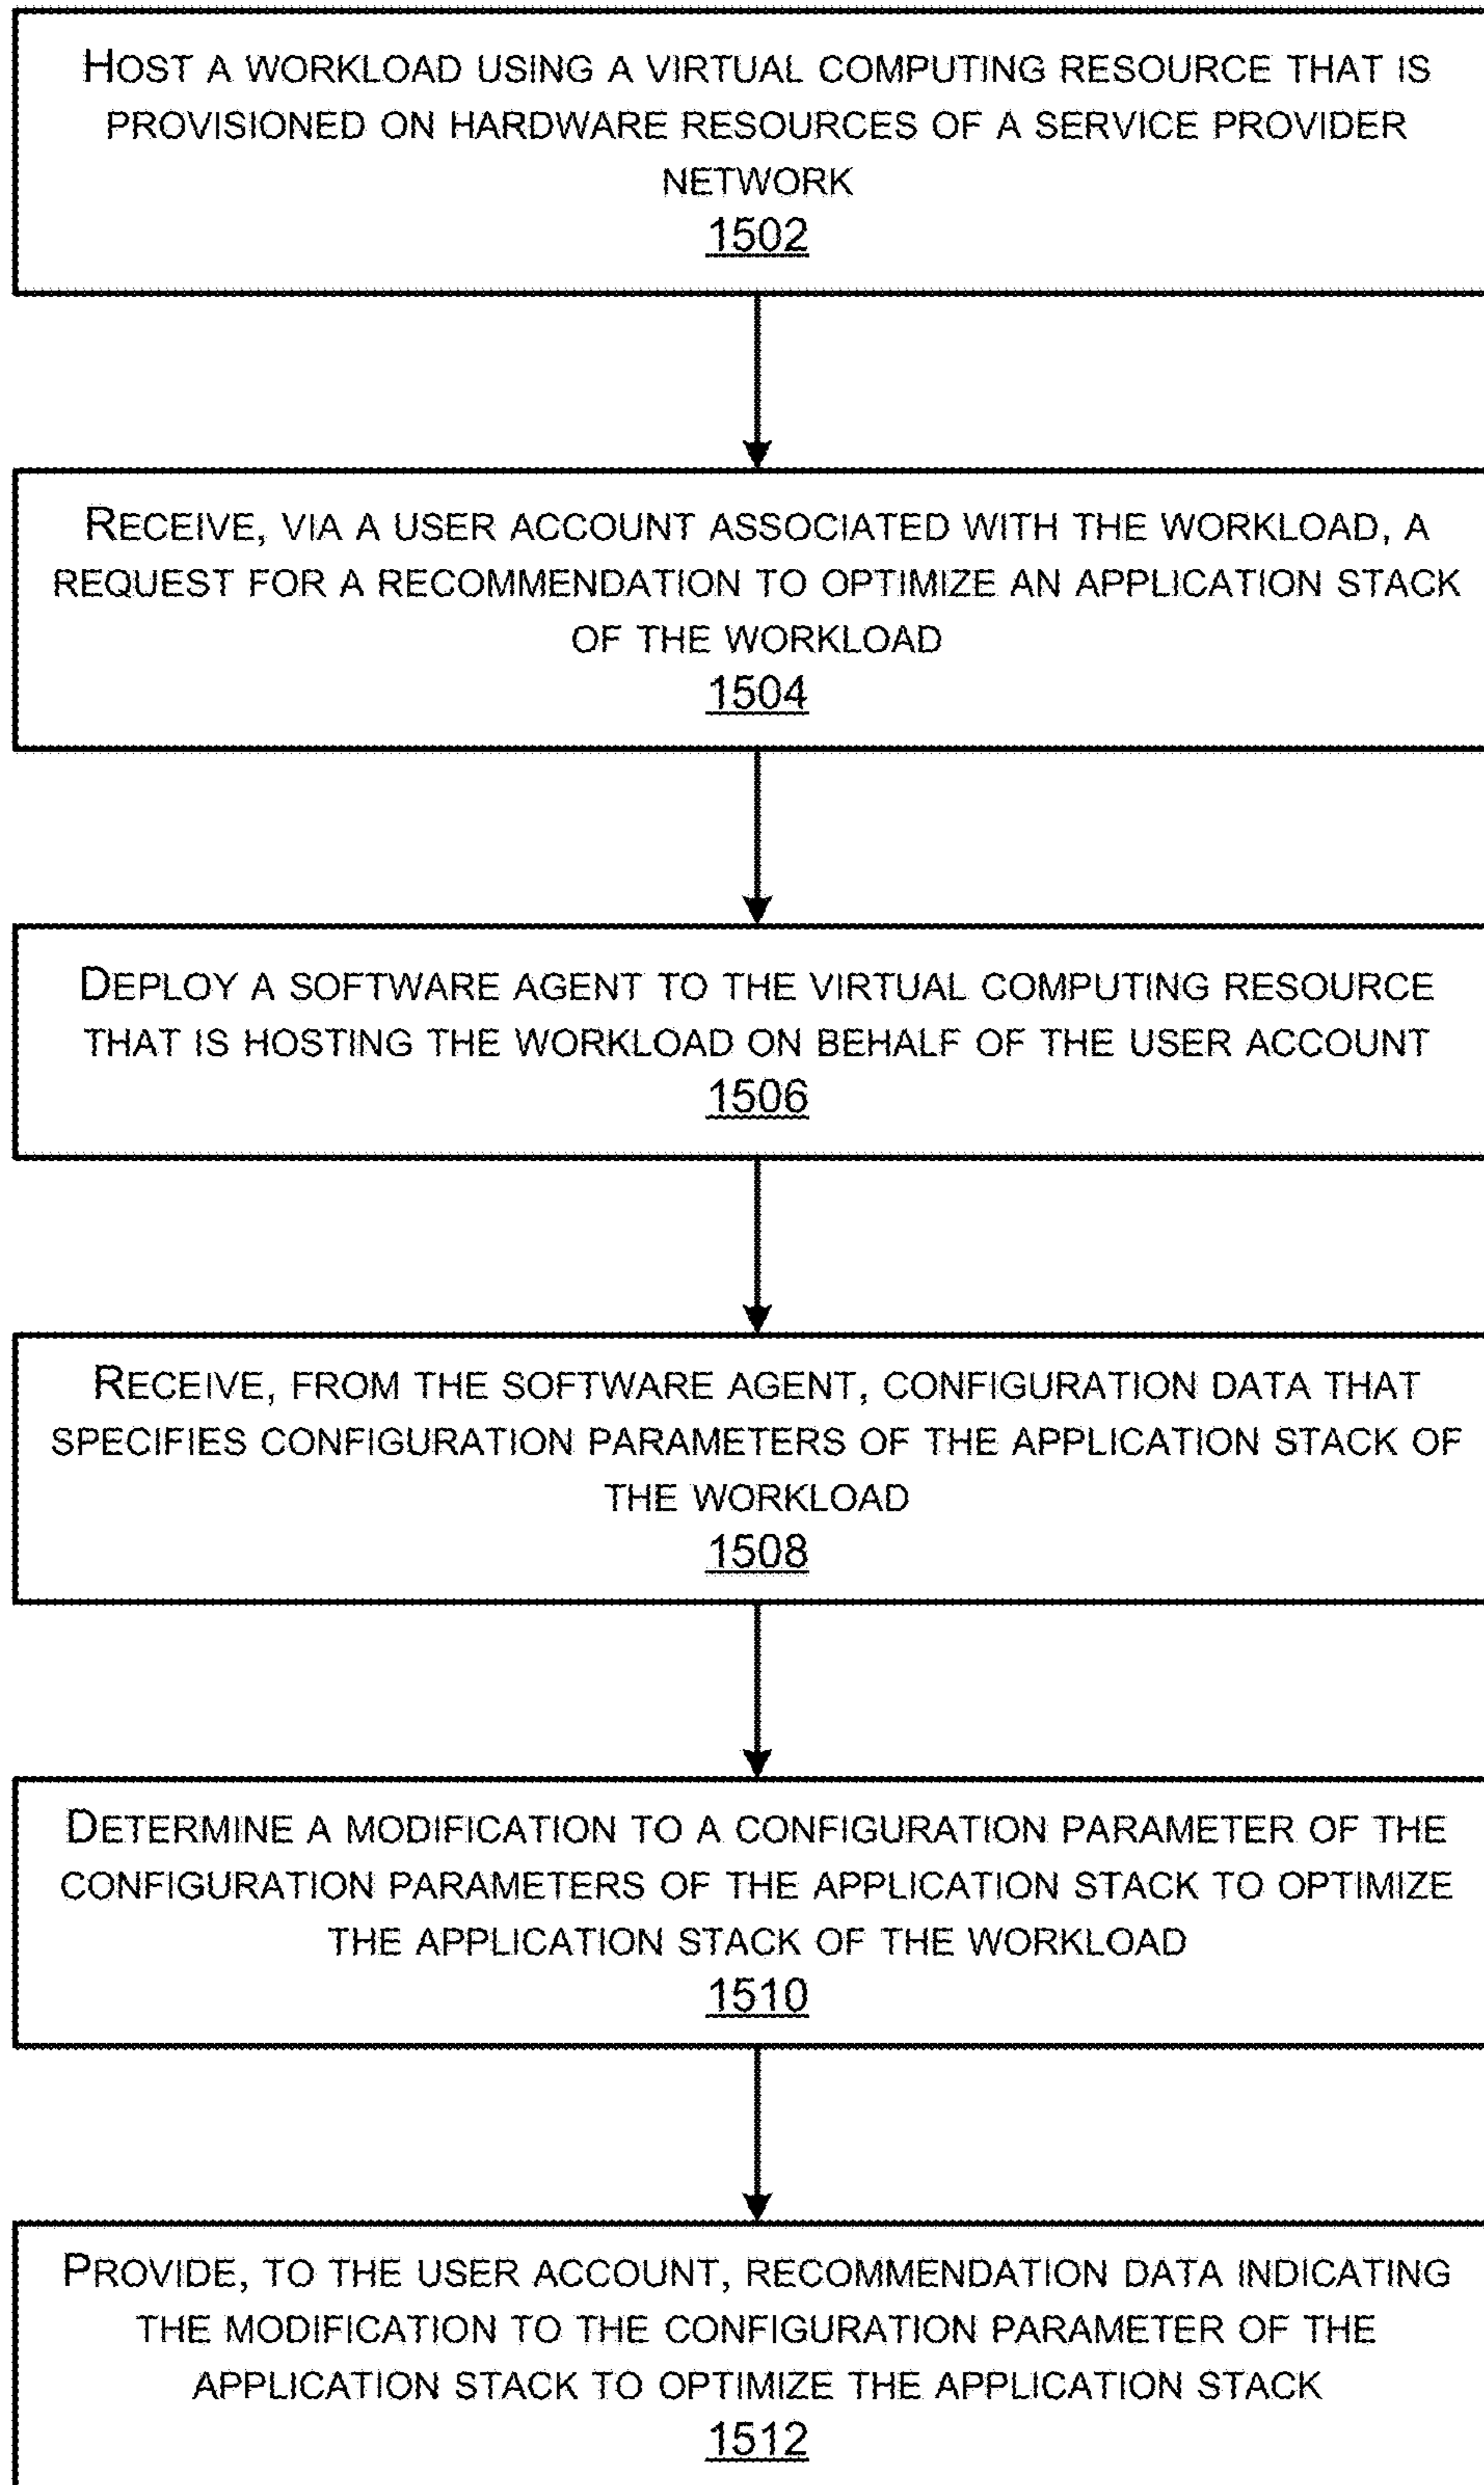 HOST A WORKLOAD USING A VIRTUAL COMPUTING RESOURCE THAT IS
PROVISIONED ON HARDWARE RESOURCES OF A SERVICE PROVIDER
NETWORK
1502
RECEIVE, VIA A USER ACCOUNT ASSOCIATED WITH THE WORKLOAD, A
REQUEST FOR A RECOMMENDATION TO OPTIMIZE AN APPLICATION STACK
OF THE WORKLOAD
1504
DEPLOY A SOFTWARE AGENT TO THE VIRTUAL COMPUTING RESOURCE
THAT IS HOSTING THE WORKLOAD ON BEHALF OF THE USER ACCOUNT
1506
RECEIVE, FROM THE SOFTWARE AGENT, CONFIGURATION DATA THAT
SPECIFIES CONFIGURATION PARAMETERS OF THE APPLICATION STACK OF
THE WORKLOAD
1508
DETERMINE A MODIFICATION TO A CONFIGURATION PARAMETER OF THE
CONFIGURATION PARAMETERS OF THE APPLICATION STACK TO OPTIMIZE
THE APPLICATION STACK OF THE WORKLOAD
1510
PROVIDE, TO THE USER ACCOUNT, RECOMMENDATION DATA INDICATING
THE MODIFICATION TO THE CONFIGURATION PARAMETER OF THE
APPLICATION STACK TO OPTIMIZE THE APPLICATION STACK
1512